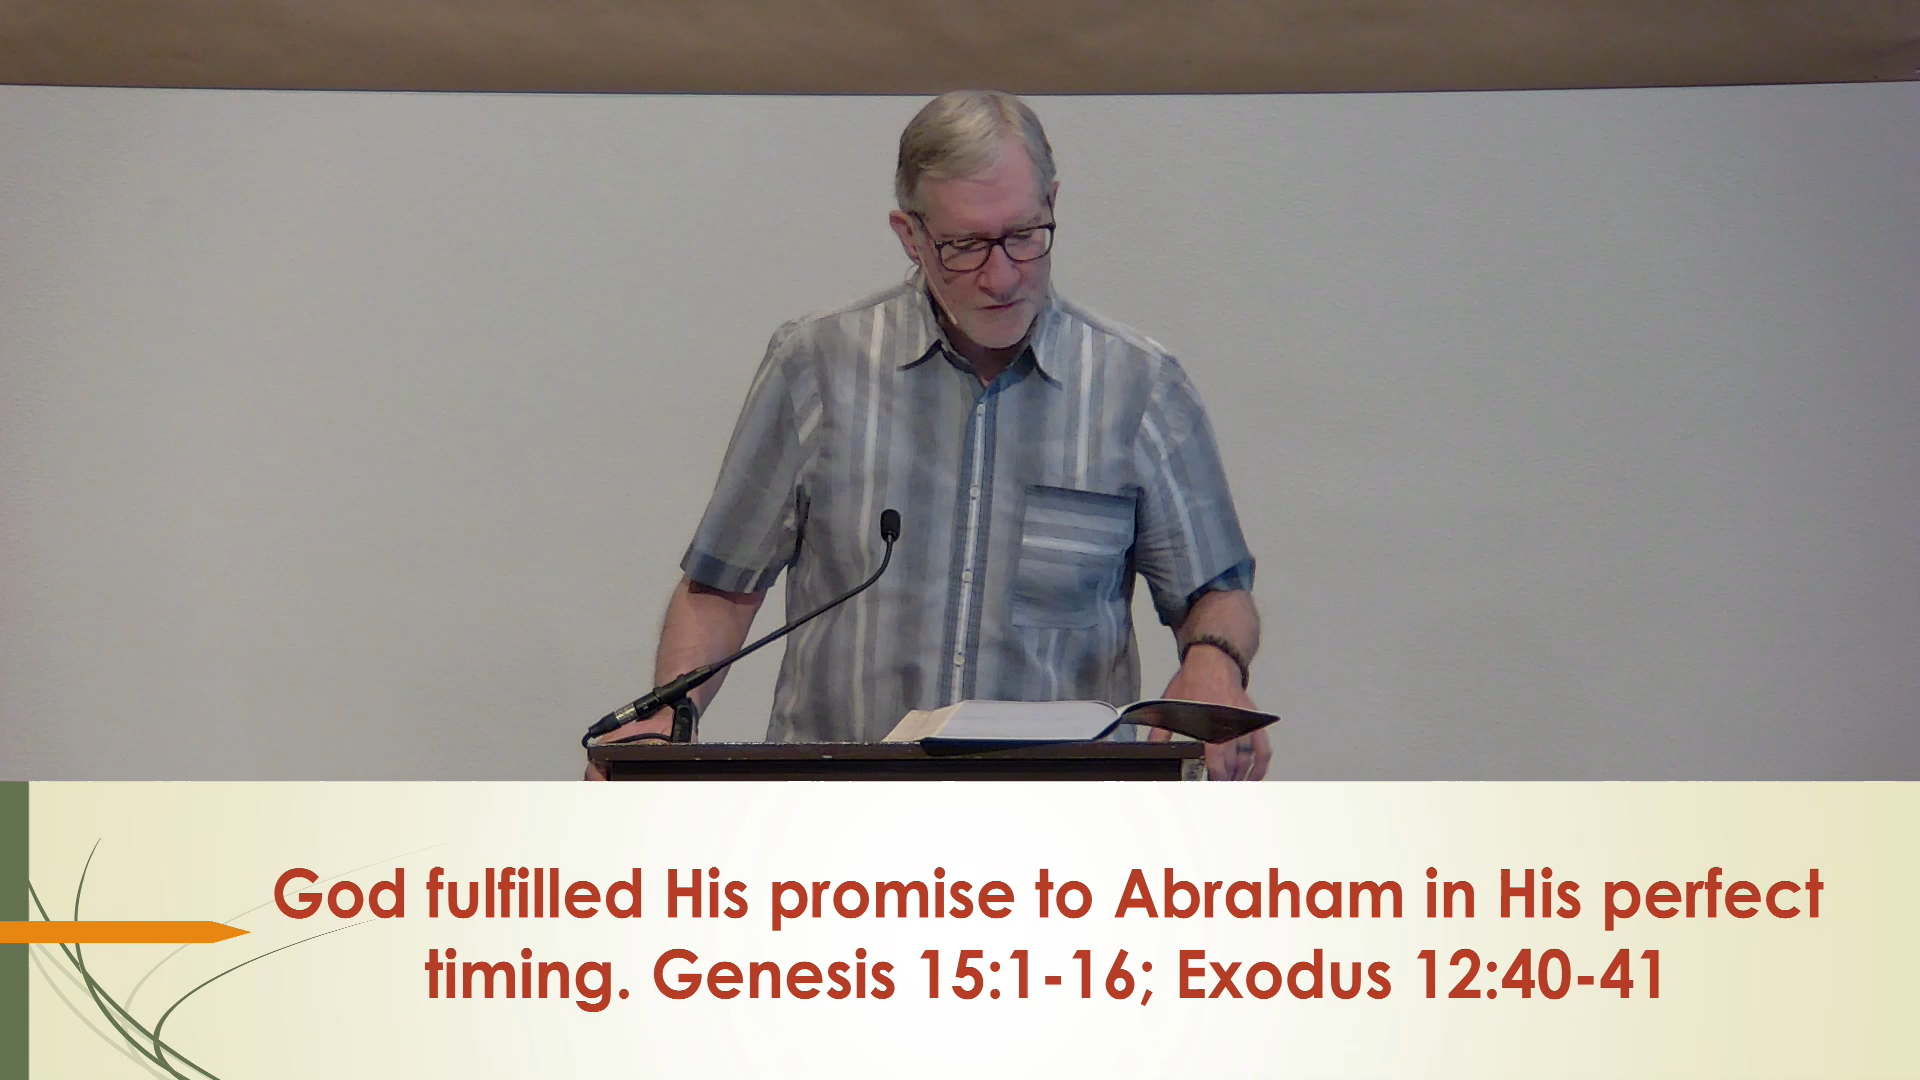 God fulfilled His promise to Abraham in His perfect
timing. Genesis 15:1-16; Exodus 12:40-41